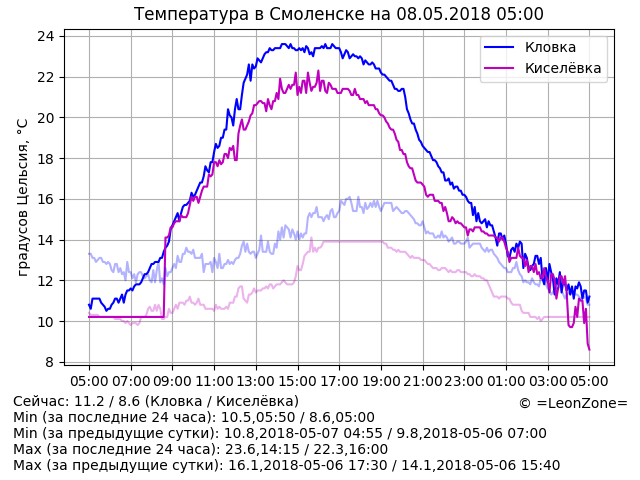 Температура в Смоленске на 08.05.2018 05:00
градусов Цельсия, °C
24
22
20
18
16
14
12
10
8
Кловка
Киселёвка
05:00 07:00 09:00 11:00 13:00 15:00 17:00 19:00 21:00 23:00 01:00 03:00 05:00
Сейчас: 11.2 / 8.6 (Кловка / Киселёвка)
© =LeonZone=
Min (за последние 24 часа): 10.5,05:50 / 8.6,05:00
Min (за предыдущие сутки): 10.8,2018-05-07 04:55 / 9.8,2018-05-06 07:00
Max (за последние 24 часа): 23.6,14:15 / 22.3,16:00
Max (за предыдущие сутки): 16.1,2018-05-06 17:30 / 14.1,2018-05-06 15:40